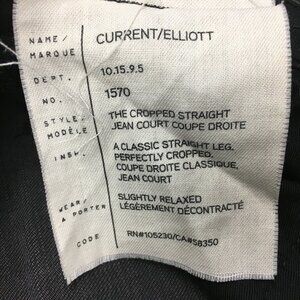 NAME/ CURRENT/ELLIOTT
MARQUE
DEPT. 10.15.9.5
NO. 1570
STYLE/ THE CROPPED STRAIGHT
MODÈLE JEAN COURT COUPE DROITE
INSM. A CLASSIC STRAIGHT LEG,
PERFECTLY CROPPED,
COUPE DROITE CLASSIQUE,
JEAN COURT
WEAR/ SLIGHTLY RELAXED
A PORTER LÉGÈREMENT DÉCONTRACTÉ
CODE RN#105230/CA#58350